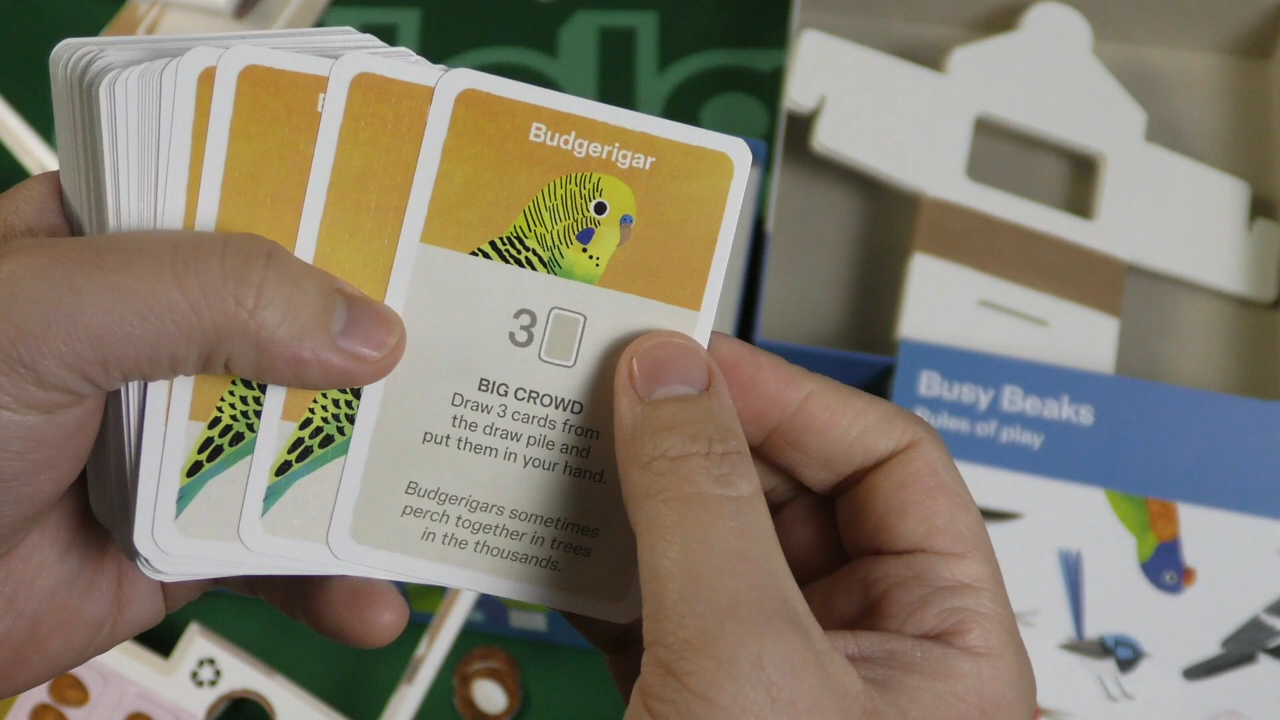 Budgerigar
3
BIG CROWD
Draw 3 cards from
the draw pile and
put them in your hand.
Budgerigars sometimes
perch together in trees
in the thousands.
Busy Beaks
Rules of play